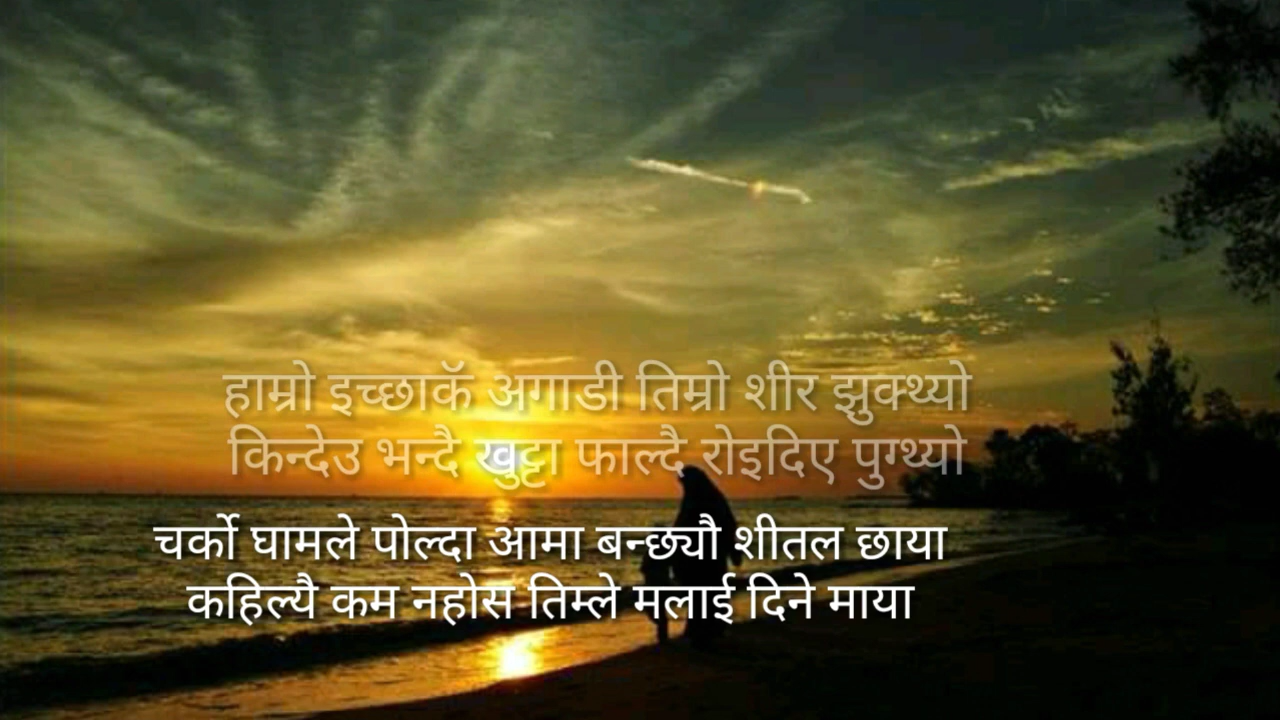 हाम्रो इच्छाकॅ अगाडी तिम्रो शीर झुक्थ्यो
किन्देउ भन्दै खुट्टा फाल्दै रोइदिए पुग्थ्यो
चर्को घामले पोल्दा आमा बन्छ्यौ शीतल छाया
कहिल्यै कम नहोस तिम्ले मलाई दिने माया